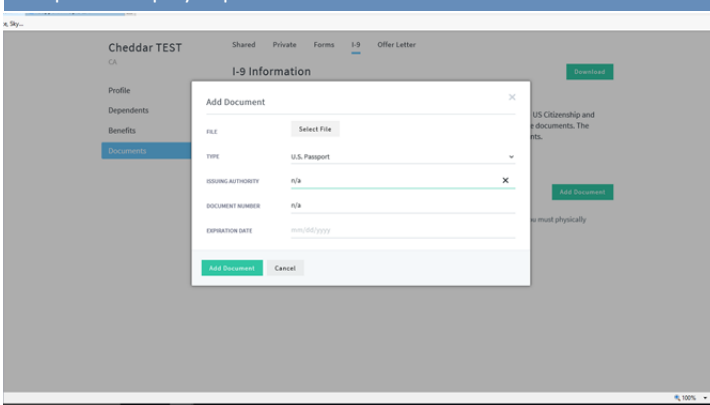 x, Sky...
Cheddar TEST
CA
Shared Private Forms I-9 Offer Letter
I-9 Information
Download
Profile
Dependents
Benefits
Documents
US Citizenship and
e documents. The
nts.
Add Document
u must physically
Add Document
×
FILE
Select File
TYPE
U.S. Passport
ISSUING AUTHORITY
n/a
DOCUMENT NUMBER
n/a
EXPIRATION DATE
mm/dd/yyyy
Add Document Cancel
100%